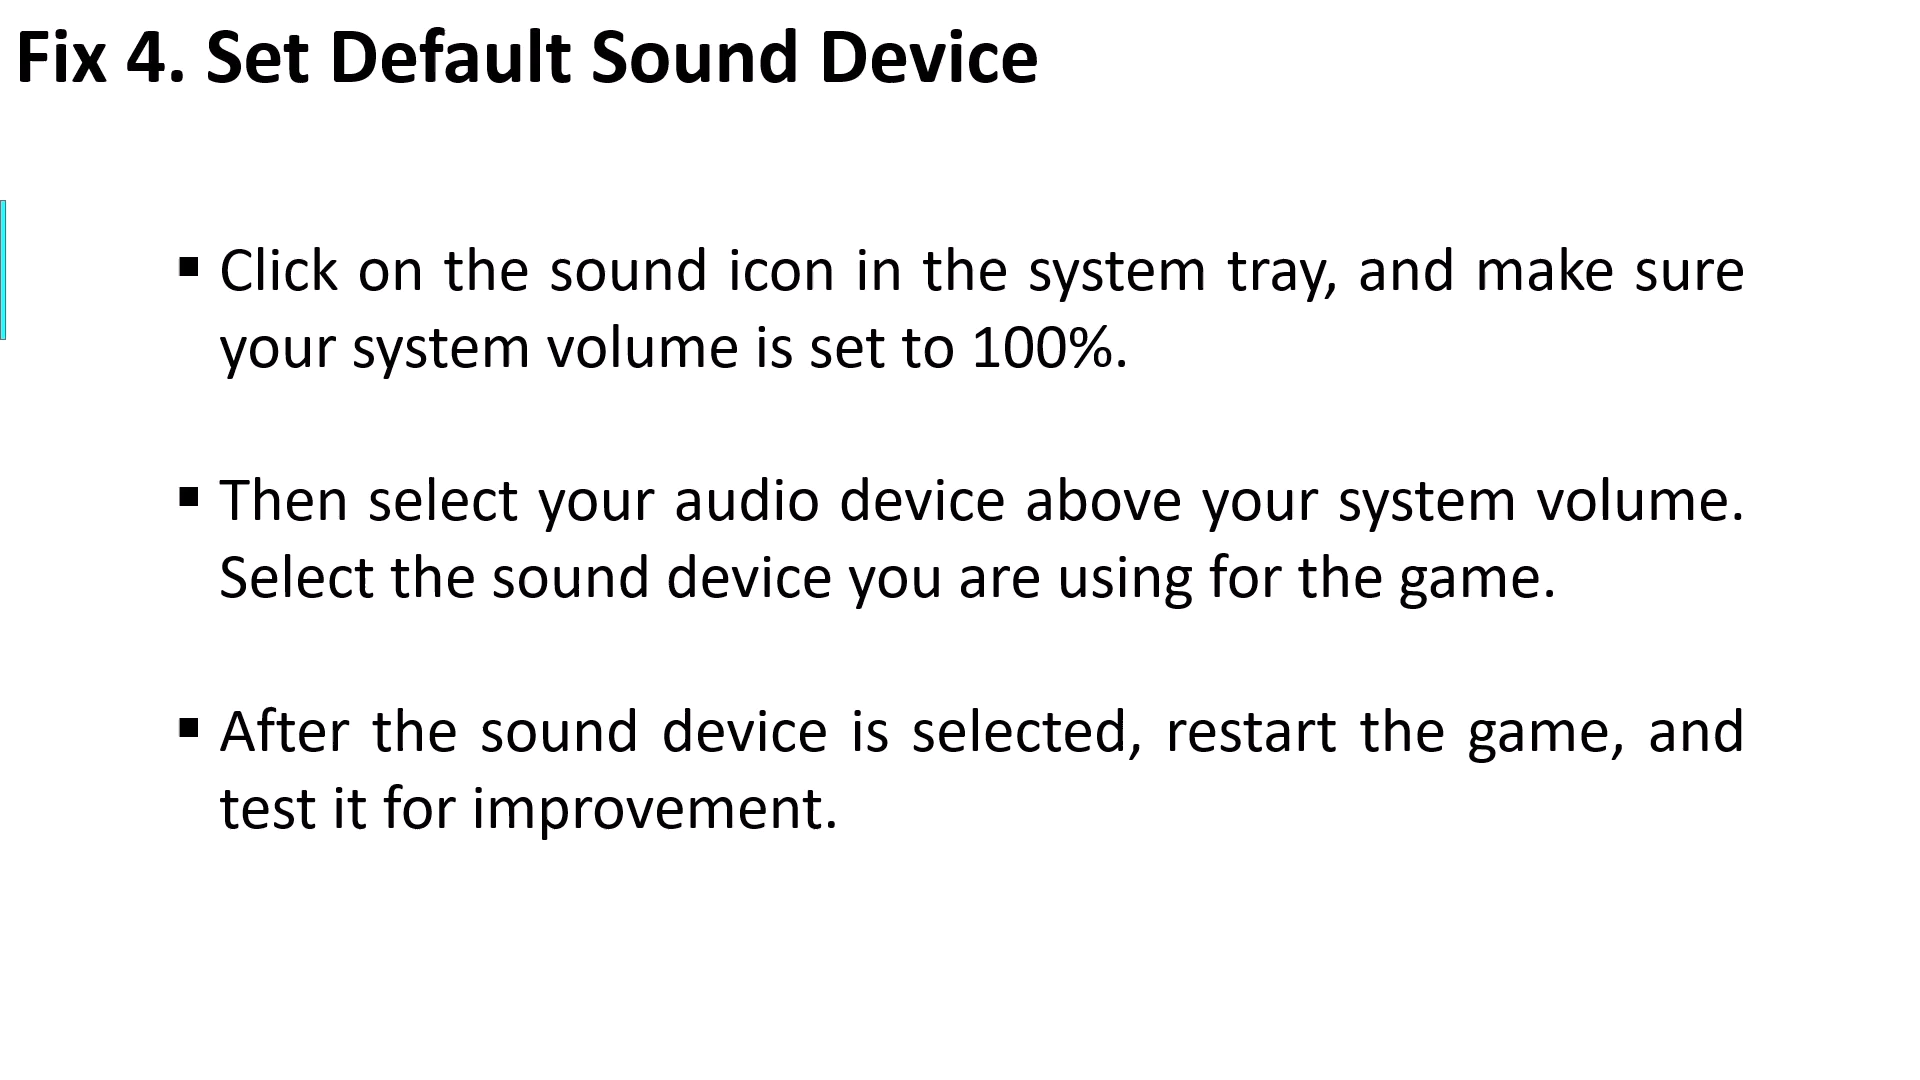 Fix 4. Set Default Sound Device
▪ Click on the sound icon in the system tray, and make sure
your system volume is set to 100%.
▪ Then select your audio device above your system volume.
Select the sound device you are using for the game.
▪ After the sound device is selected, restart the game, and
test it for improvement.